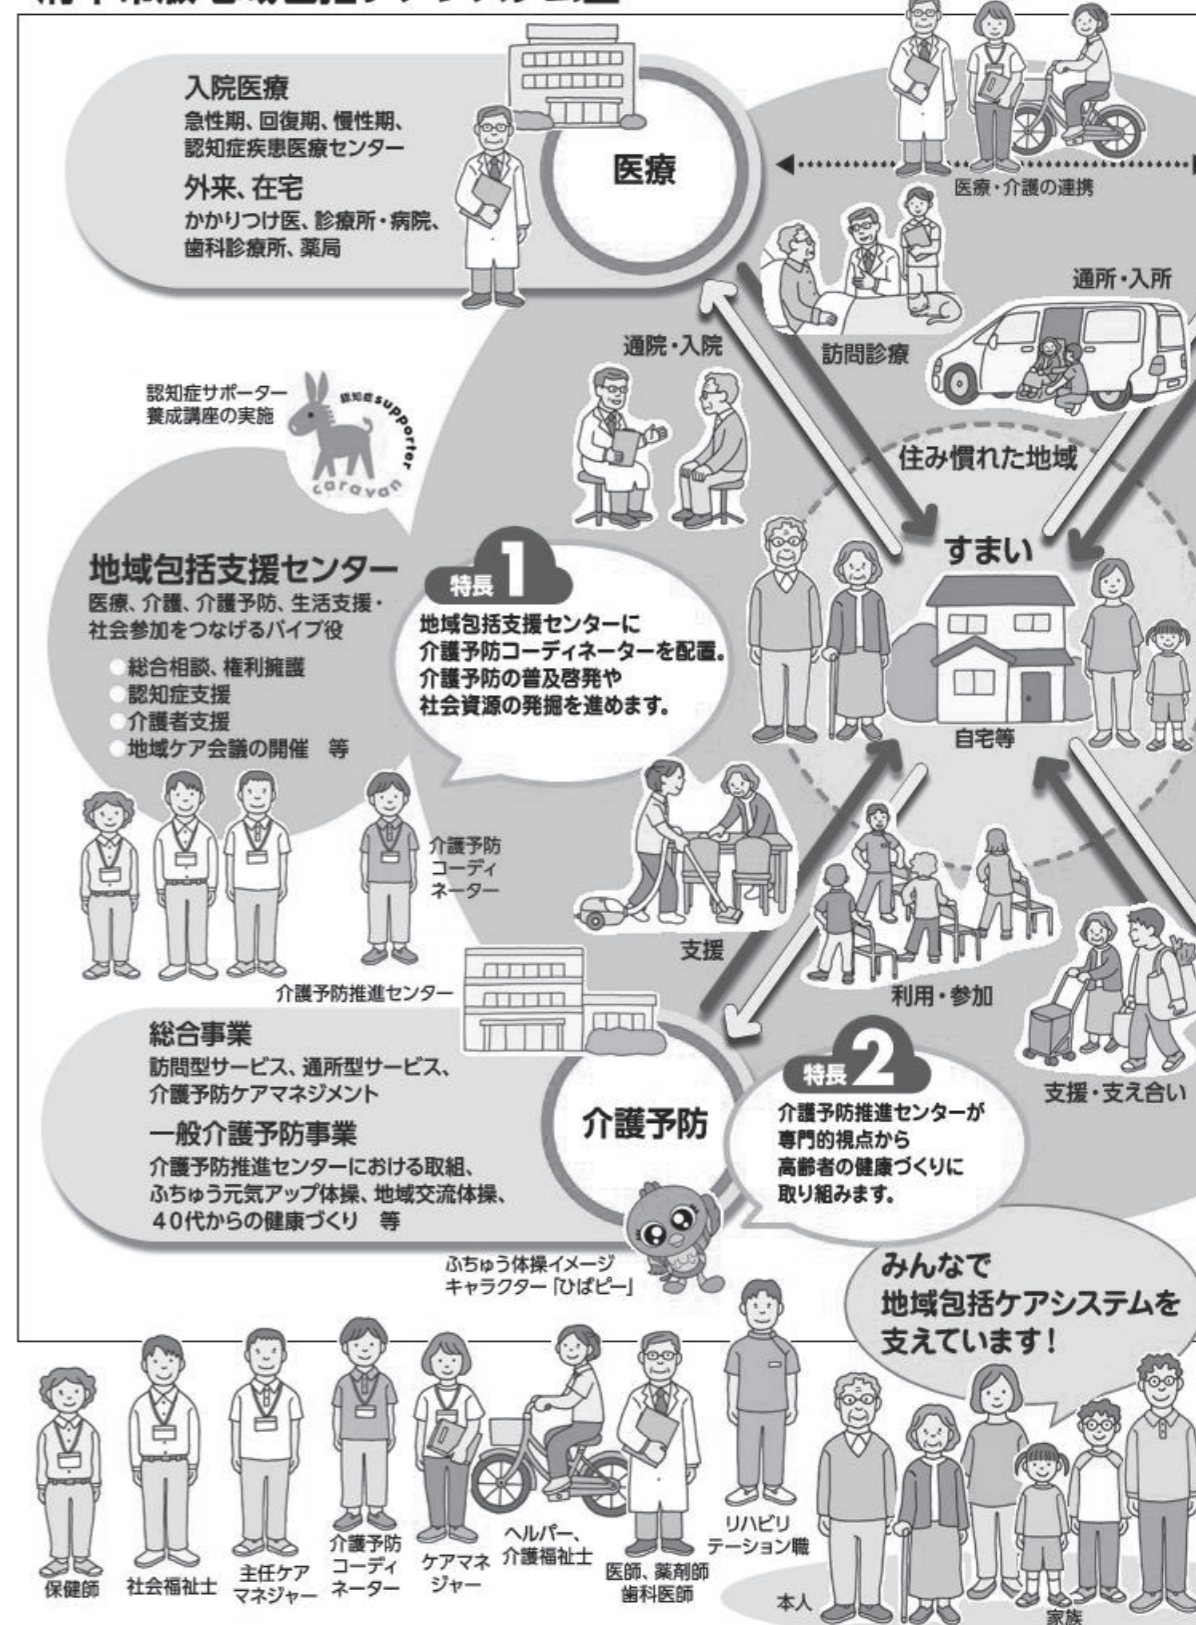 入院医療
急性期、回復期、慢性期、
認知症疾患医療センター
外来、在宅
かかりつけ医、診療所・病院、
歯科診療所、薬局
医療
医療・介護の連携
訪問診療
通所・入所
通院・入院
認知症サポーター
養成講座の実施
認知症supporter
caravan
住み慣れた地域
すまい
自宅等
地域包括支援センター
医療、介護、介護予防、生活支援・
社会参加をつなげるパイプ役
総合相談、権利擁護
認知症支援
介護者支援
地域ケア会議の開催 等
特長1
地域包括支援センターに
介護予防コーディネーターを配置。
介護予防の普及啓発や
社会資源の発掘を進めます。
介護予防
コーディ
ネーター
支援
利用・参加
支援・支え合い
介護予防推進センター
総合事業
訪問型サービス、通所型サービス、
介護予防ケアマネジメント
一般介護予防事業
介護予防推進センターにおける取組、
ふちゅう元気アップ体操、地域交流体操、
40代からの健康づくり 等
介護予防
特長2
介護予防推進センターが
専門的視点から
高齢者の健康づくりに
取り組みます。
ふちゅう体操イメージ
キャラクター「ひばピー」
みんなで
地域包括ケアシステムを
支えています!
保健師
社会福祉士
主任ケア
マネジャー
介護予防
コーディ
ネーター
ケアマネ
ジャー
ヘルパー、
介護福祉士
医師、薬剤師
歯科医師
リハビリ
テーション職
本人
家族